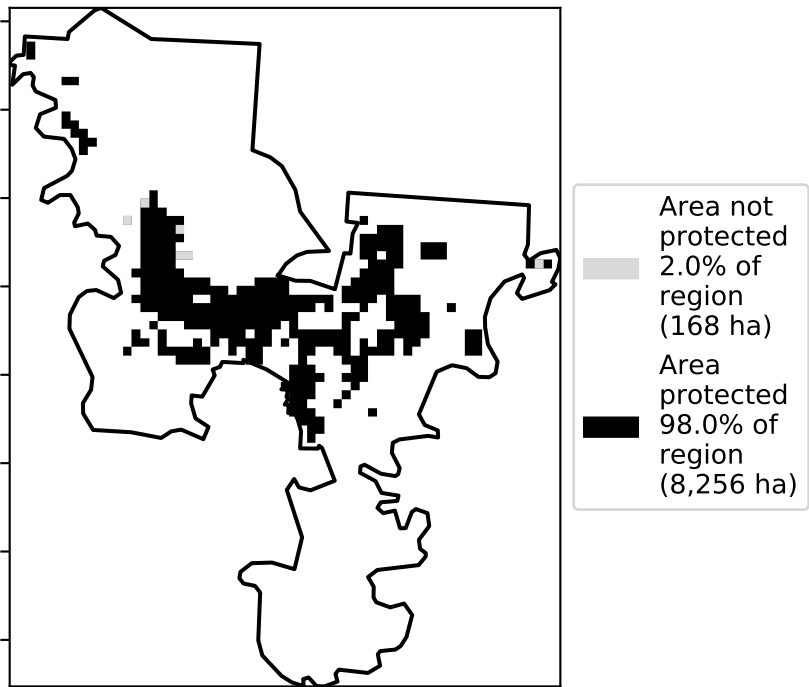 Area not
protected
2.0% of
region
(168 ha)
Area
protected
98.0% of
region
(8,256 ha)